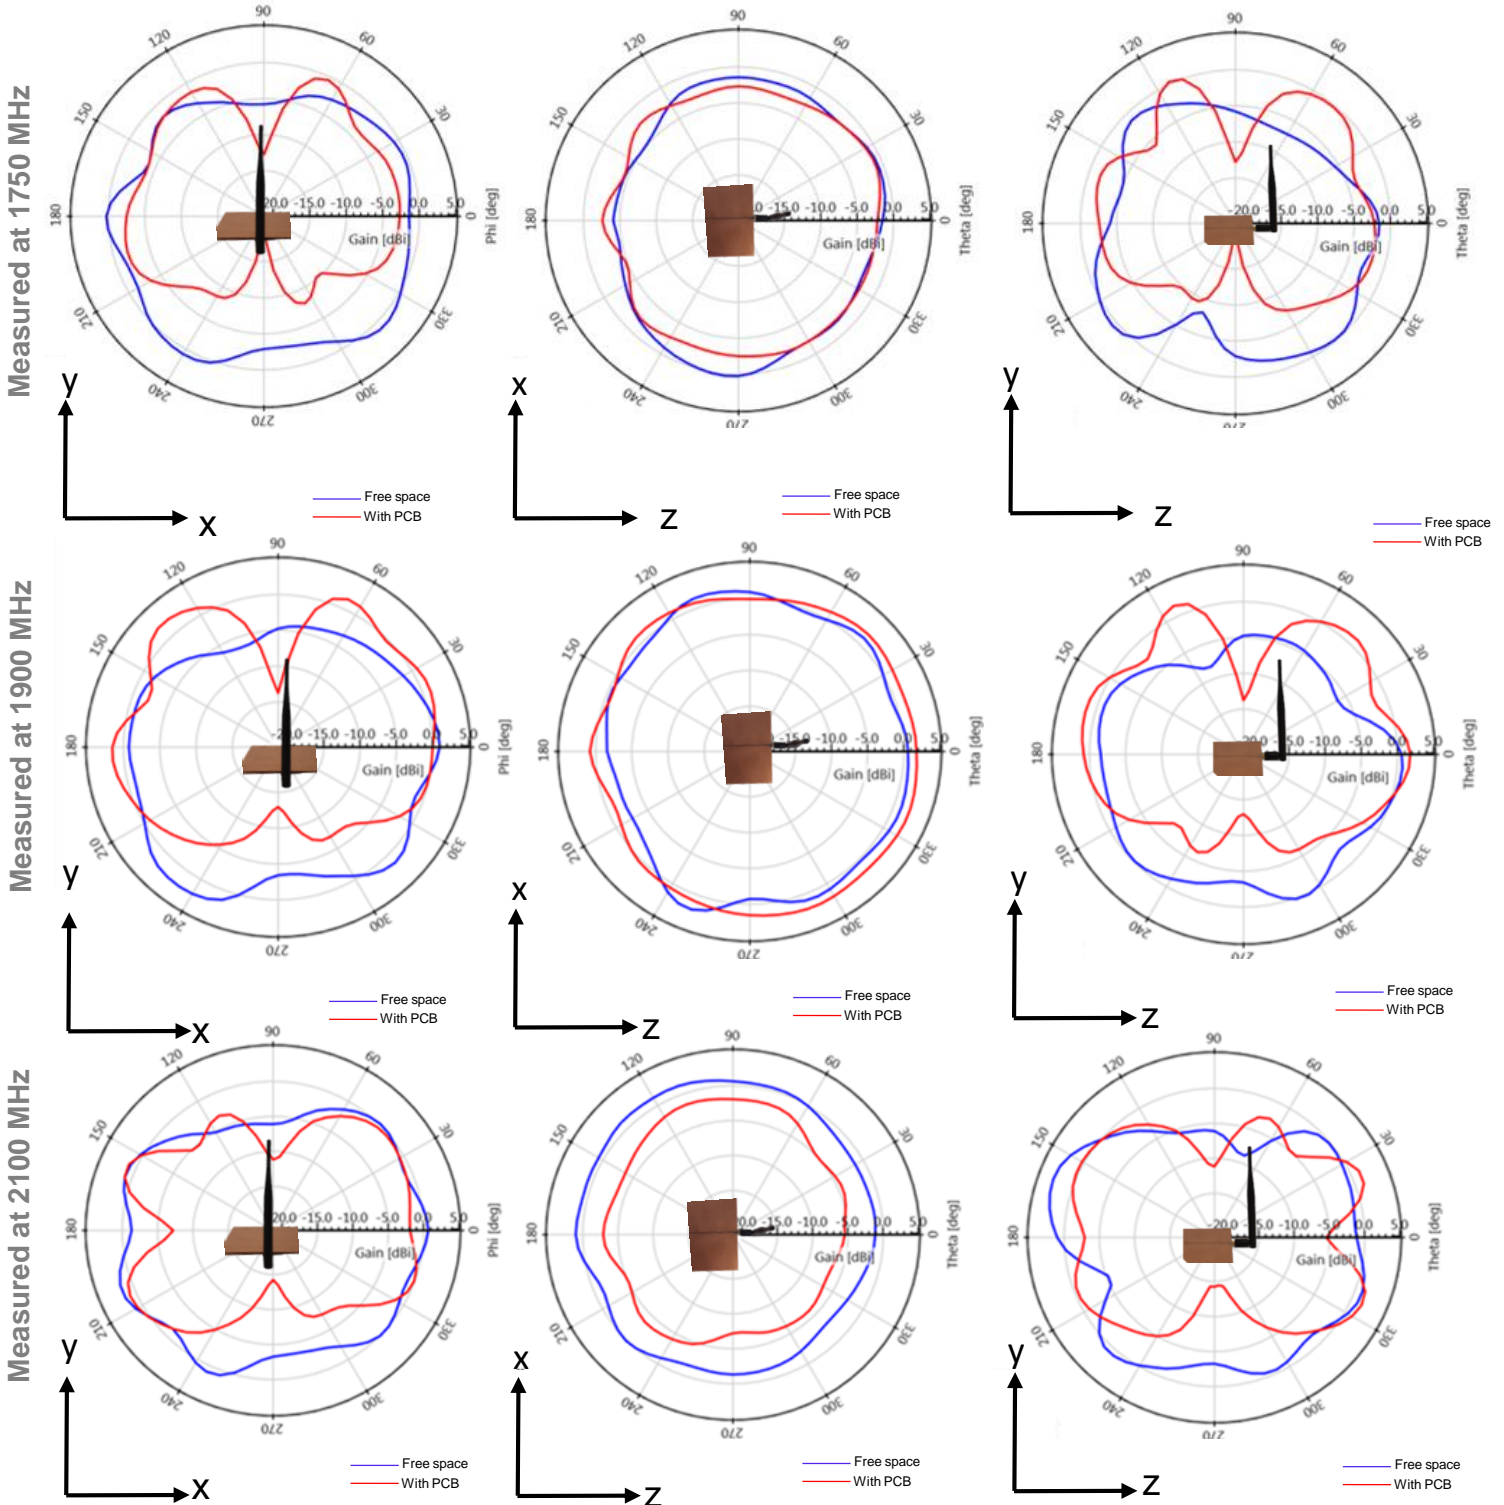 Measured at 1750 MHz
90
60
30
0
330
300
270
240
210
180
150
120
-15.0 -10.0 -5.0 0.0 5.0
Gain [dBi]
Phi [deg]
y
x
Free space
With PCB
90
60
30
0
330
300
240
210
180
150
120
-15.0 -10.0 -5.0 0.0 5.0
Gain [dBi]
Theta [deg]
x
z
Free space
With PCB
90
60
30
0
330
300
240
210
180
150
120
-20.0 -15.0 -10.0 -5.0 0.0 5.0
Gain [dBi]
Theta [deg]
y
z
Free space
With PCB
Measured at 1900 MHz
90
60
30
0
330
300
270
240
210
180
150
120
-15.0 -10.0 -5.0 0.0 5.0
Gain [dBi]
Phi [deg]
y
x
Free space
With PCB
90
60
30
0
330
300
270
240
210
180
150
120
-15.0 -10.0 -5.0 0.0 5.0
Gain [dBi]
Theta [deg]
x
z
Free space
With PCB
90
60
30
0
330
300
270
240
210
180
150
120
-20.0 -15.0 -10.0 -5.0 0.0 5.0
Gain [dBi]
Theta [deg]
y
z
Free space
With PCB
Measured at 2100 MHz
90
60
30
0
330
300
270
240
210
180
150
120
-15.0 -10.0 -5.0 0.0 5.0
Gain [dBi]
Phi [deg]
y
x
Free space
With PCB
90
60
30
0
330
300
270
240
210
180
150
120
-15.0 -10.0 -5.0 0.0 5.0
Gain [dBi]
Theta [deg]
x
z
Free space
With PCB
90
60
30
0
330
300
270
240
210
180
150
120
-20.0 -15.0 -10.0 -5.0 0.0 5.0
Gain [dBi]
Theta [deg]
y
z
Free space
With PCB